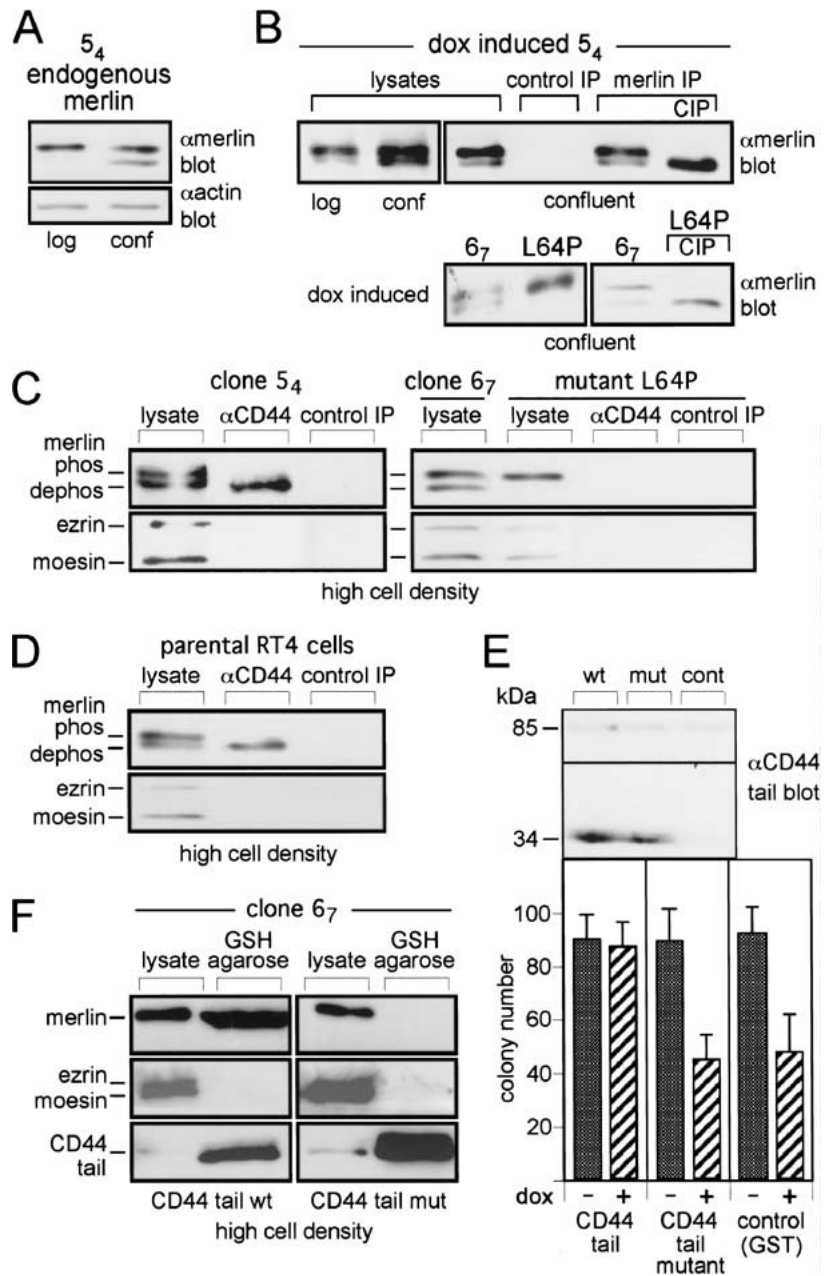 A
5₄
endogenous
merlin
αmerlin
blot
αactin
blot
log conf
B
dox induced 5₄
lysates control IP merlin IP
CIP
αmerlin
blot
log conf confluent
6₇ L64P 6₇ L64P
CIP
dox induced
αmerlin
blot
confluent
C
clone 5₄ clone 6₇ mutant L64P
lysate αCD44 control IP lysate lysate αCD44 control IP
merlin
phos
dephos
ezrin
moesin
high cell density
D
parental RT4 cells
lysate αCD44 control IP
merlin
phos
dephos
ezrin
moesin
high cell density
E
wt mut cont
kDa
85
αCD44
tail blot
34
colony number
100
80
60
40
20
dox - + - + - +
CD44 tail
CD44 tail mutant
control (GST)
F
clone 6₇
lysate GSH agarose lysate GSH agarose
merlin
ezrin
moesin
CD44
tail
CD44 tail wt CD44 tail mut
high cell density